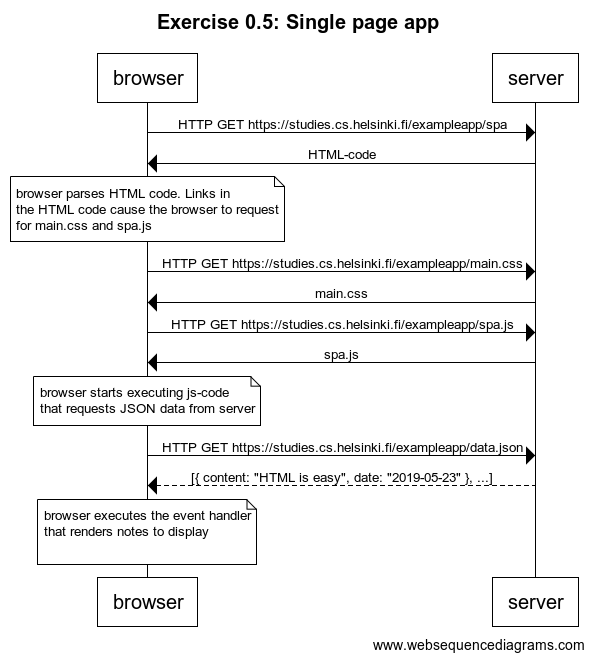 Exercise 0.5: Single page app
browser
server
HTTP GET https://studies.cs.helsinki.fi/exampleapp/spa
HTML-code
browser parses HTML code. Links in
the HTML code cause the browser to request
for main.css and spa.js
HTTP GET https://studies.cs.helsinki.fi/exampleapp/main.css
main.css
HTTP GET https://studies.cs.helsinki.fi/exampleapp/spa.js
spa.js
browser starts executing js-code
that requests JSON data from server
HTTP GET https://studies.cs.helsinki.fi/exampleapp/data.json
[{ content: "HTML is easy", date: "2019-05-23" }, ...]
browser executes the event handler
that renders notes to display
browser
server
www.websequencediagrams.com